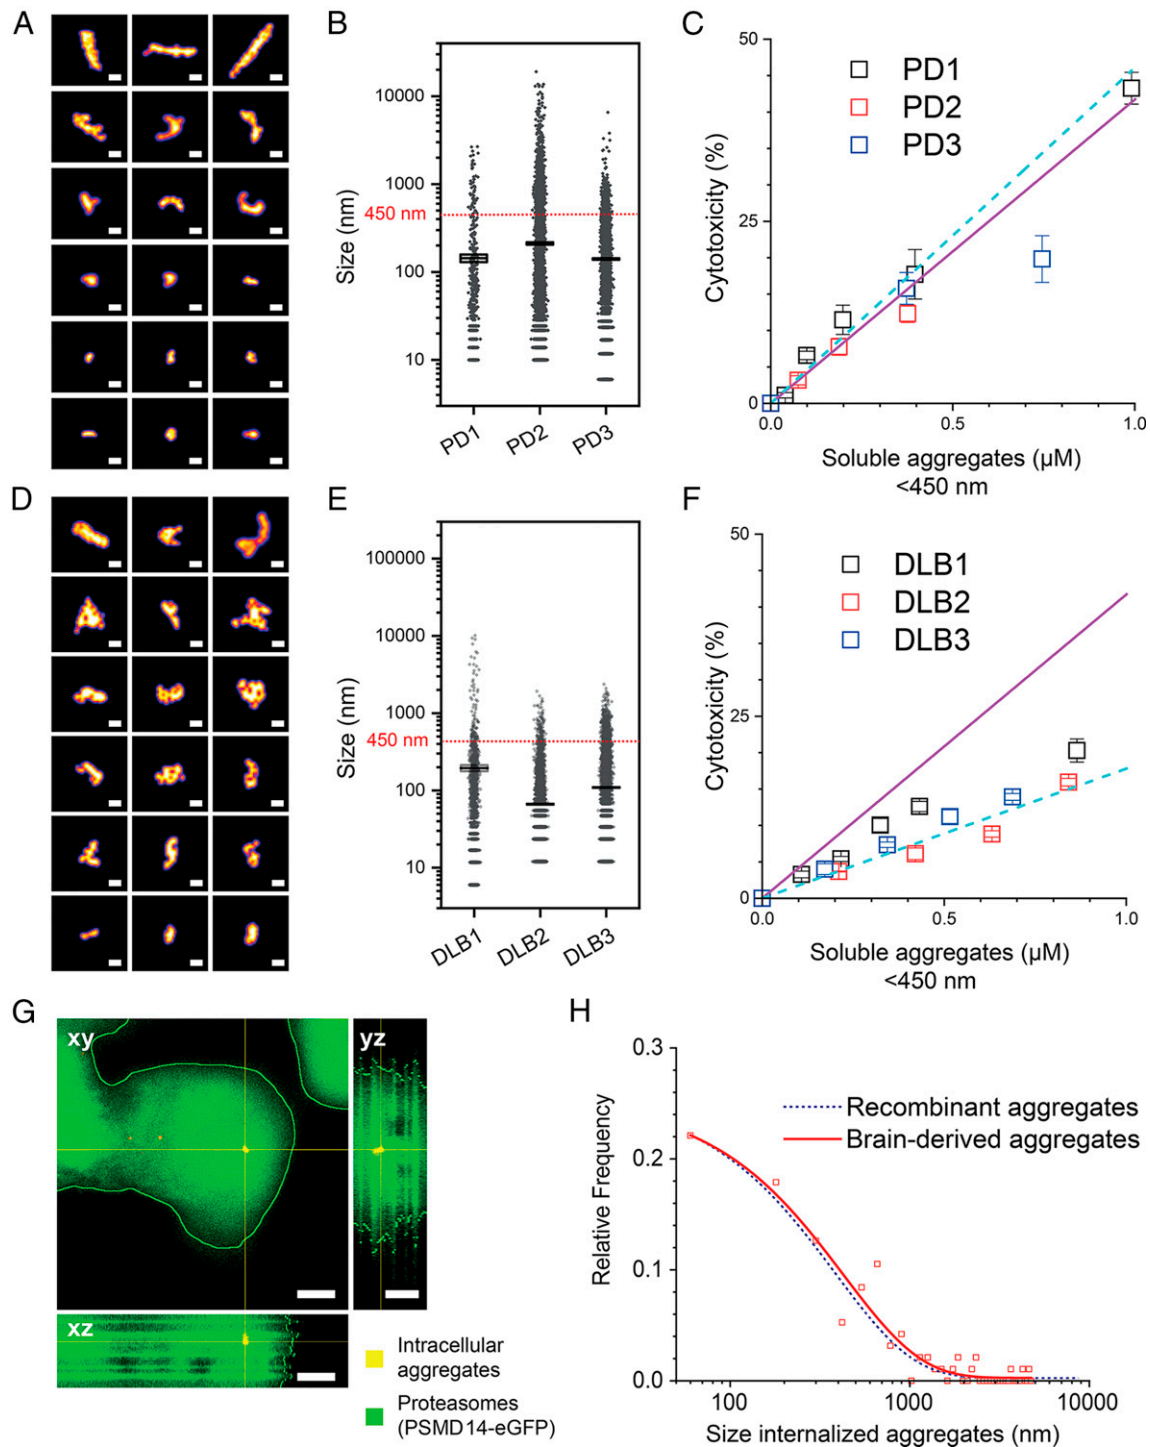 A
B
10000
1000
450 nm
100
10
Size (nm)
PD1
PD2
PD3
C
50
25
0
Cytotoxicity (%)
PD1
PD2
PD3
0.0
0.5
1.0
Soluble aggregates (µM)
<450 nm
D
E
100000
10000
1000
450 nm
100
10
Size (nm)
DLB1
DLB2
DLB3
F
50
25
0
Cytotoxicity (%)
DLB1
DLB2
DLB3
0.0
0.5
1.0
Soluble aggregates (µM)
<450 nm
G
xy
yz
xz
Intracellular
aggregates
Proteasomes
(PSMD14-eGFP)
H
0.3
0.2
0.1
0.0
Relative Frequency
Recombinant aggregates
Brain-derived aggregates
100
1000
10000
Size internalized aggregates (nm)